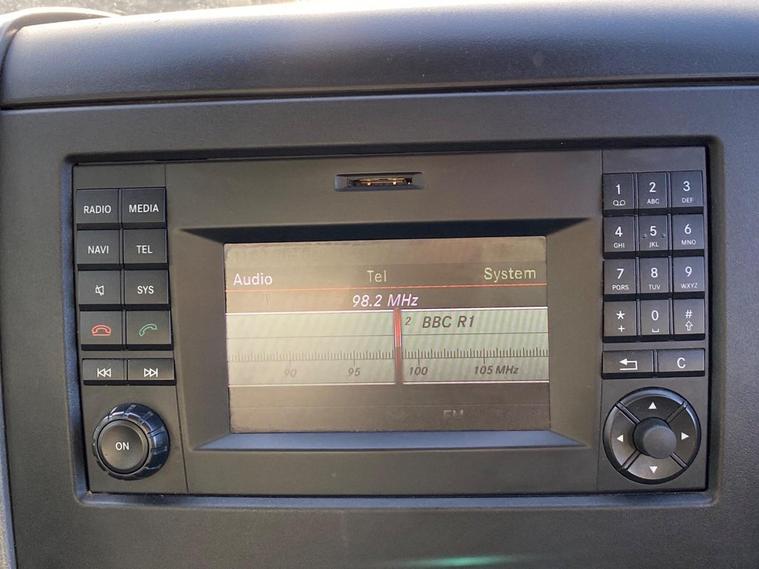 RADIO MEDIA
NAVI TEL
SYS
ON
Audio Tel System
98.2 MHz
2 BBC R1
90 95 100 105 MHz
FM
1 2 ABC 3 DEF
4 GHI 5 JKL 6 MNO
7 PQRS 8 TUV 9 WXYZ
* + 0 #
C